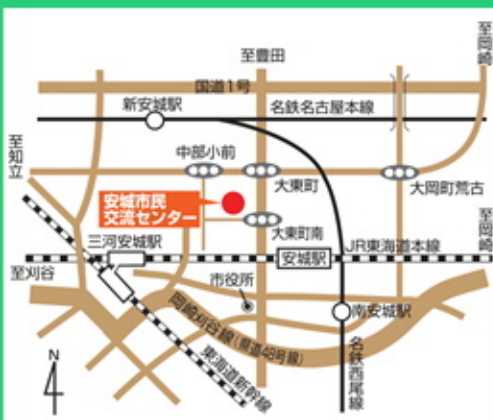 至豊田
至岡崎
国道1号
新安城駅
名鉄名古屋本線
至知立
中部小前
大東町
大岡町荒古
安城市民
交流センター
大東町南
至岡崎
三河安城駅
安城駅
JR東海道本線
至刈谷
市役所
南安城駅
岡崎刈谷線(県道48号線)
東海道新幹線
名鉄西尾線
N
4